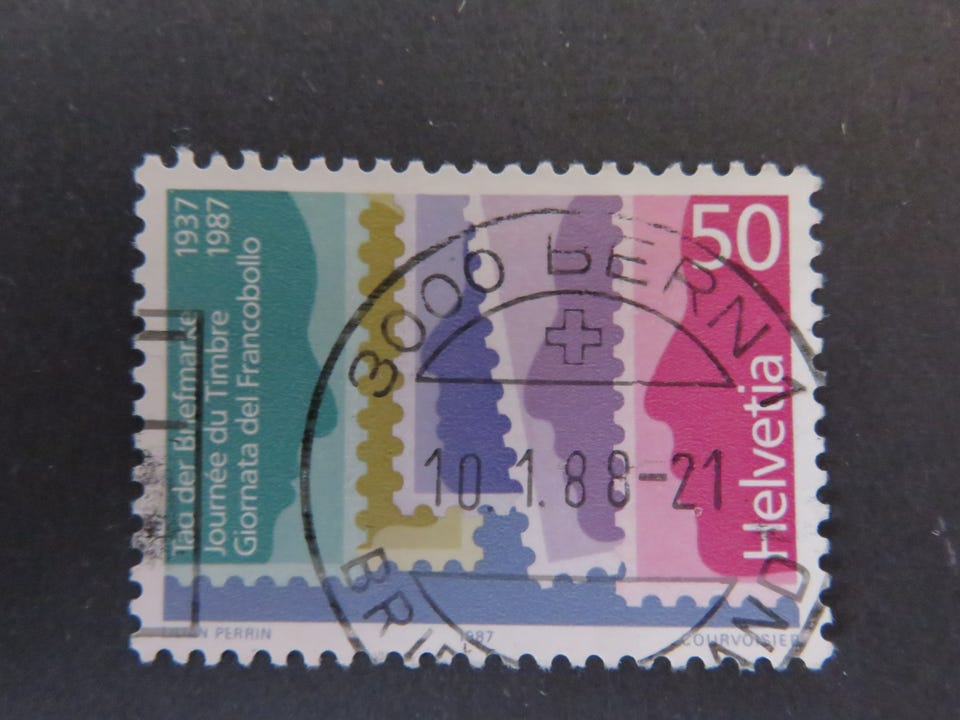 1937
1987
Tag der Briefmarke
Journée du Timbre
Giornata del Francobollo
50
Helvetia
3000 BERN 1
10.1.88-21
PERRIN
1987
COURVOISIER